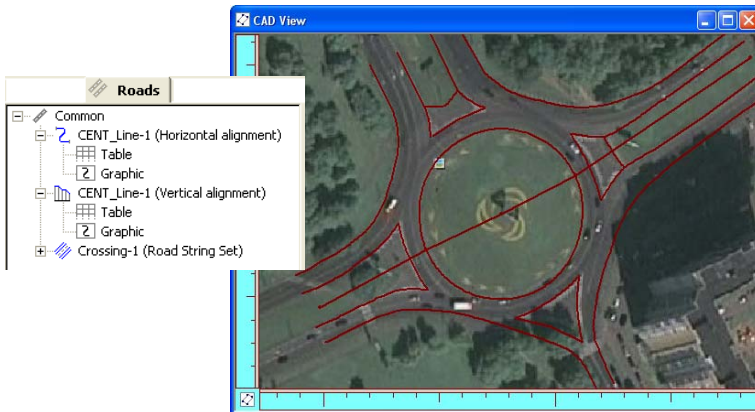 CAD View
Roads
Common
CENT_Line-1 (Horizontal alignment)
Table
Graphic
CENT_Line-1 (Vertical alignment)
Table
Graphic
Crossing-1 (Road String Set)